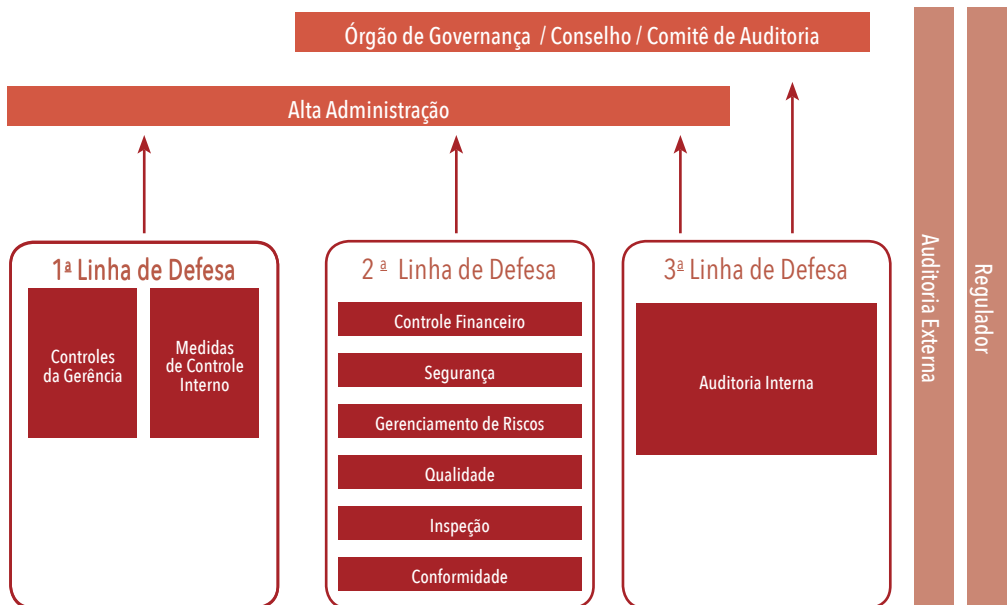 Órgão de Governança / Conselho / Comitê de Auditoria
Alta Administração
1ª Linha de Defesa
Controles
da Gerência
Medidas
de Controle
Interno
2 ª Linha de Defesa
Controle Financeiro
Segurança
Gerenciamento de Riscos
Qualidade
Inspeção
Conformidade
3ª Linha de Defesa
Auditoria Interna
Auditoria Externa
Regulador